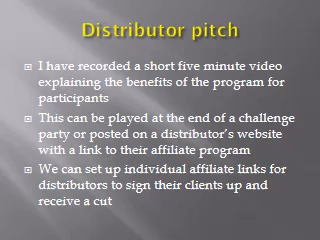 Distributor pitch
I have recorded a short five minute video
explaining the benefits of the program for
participants
This can be played at the end of a challenge
party or posted on a distributor's website
with a link to their affiliate program
We can set up individual affiliate links for
distributors to sign their clients up and
receive a cut